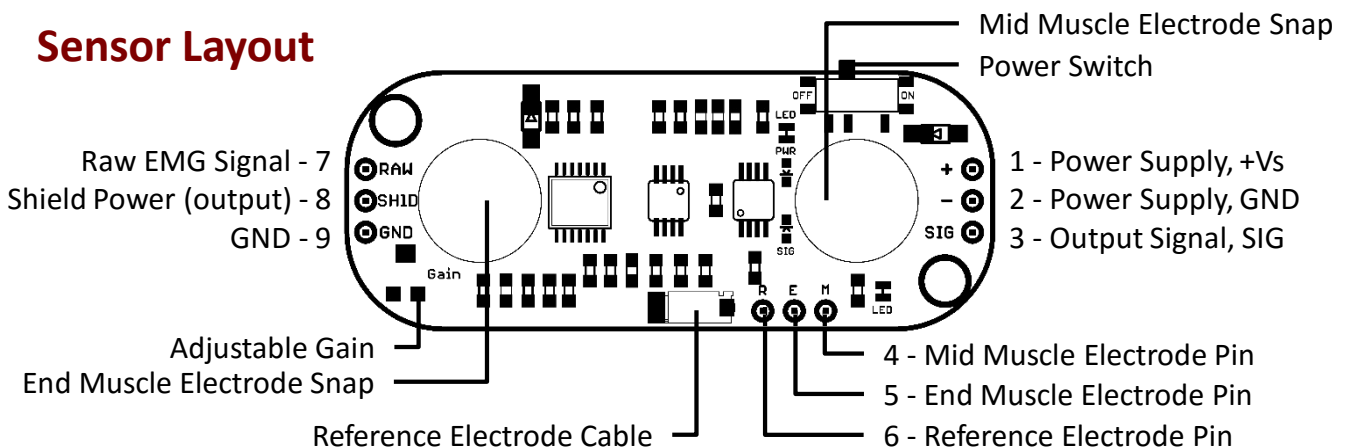 Sensor Layout
Mid Muscle Electrode Snap
Power Switch
OFF
ON
LED
PWR
Raw EMG Signal - 7
RAW
+
1 - Power Supply, +Vs
Shield Power (output) - 8
SHID
-
2 - Power Supply, GND
GND - 9
GND
SIG
3 - Output Signal, SIG
SIG
Gain
R
E
M
LED
Adjustable Gain
4 - Mid Muscle Electrode Pin
End Muscle Electrode Snap
5 - End Muscle Electrode Pin
Reference Electrode Cable
6 - Reference Electrode Pin